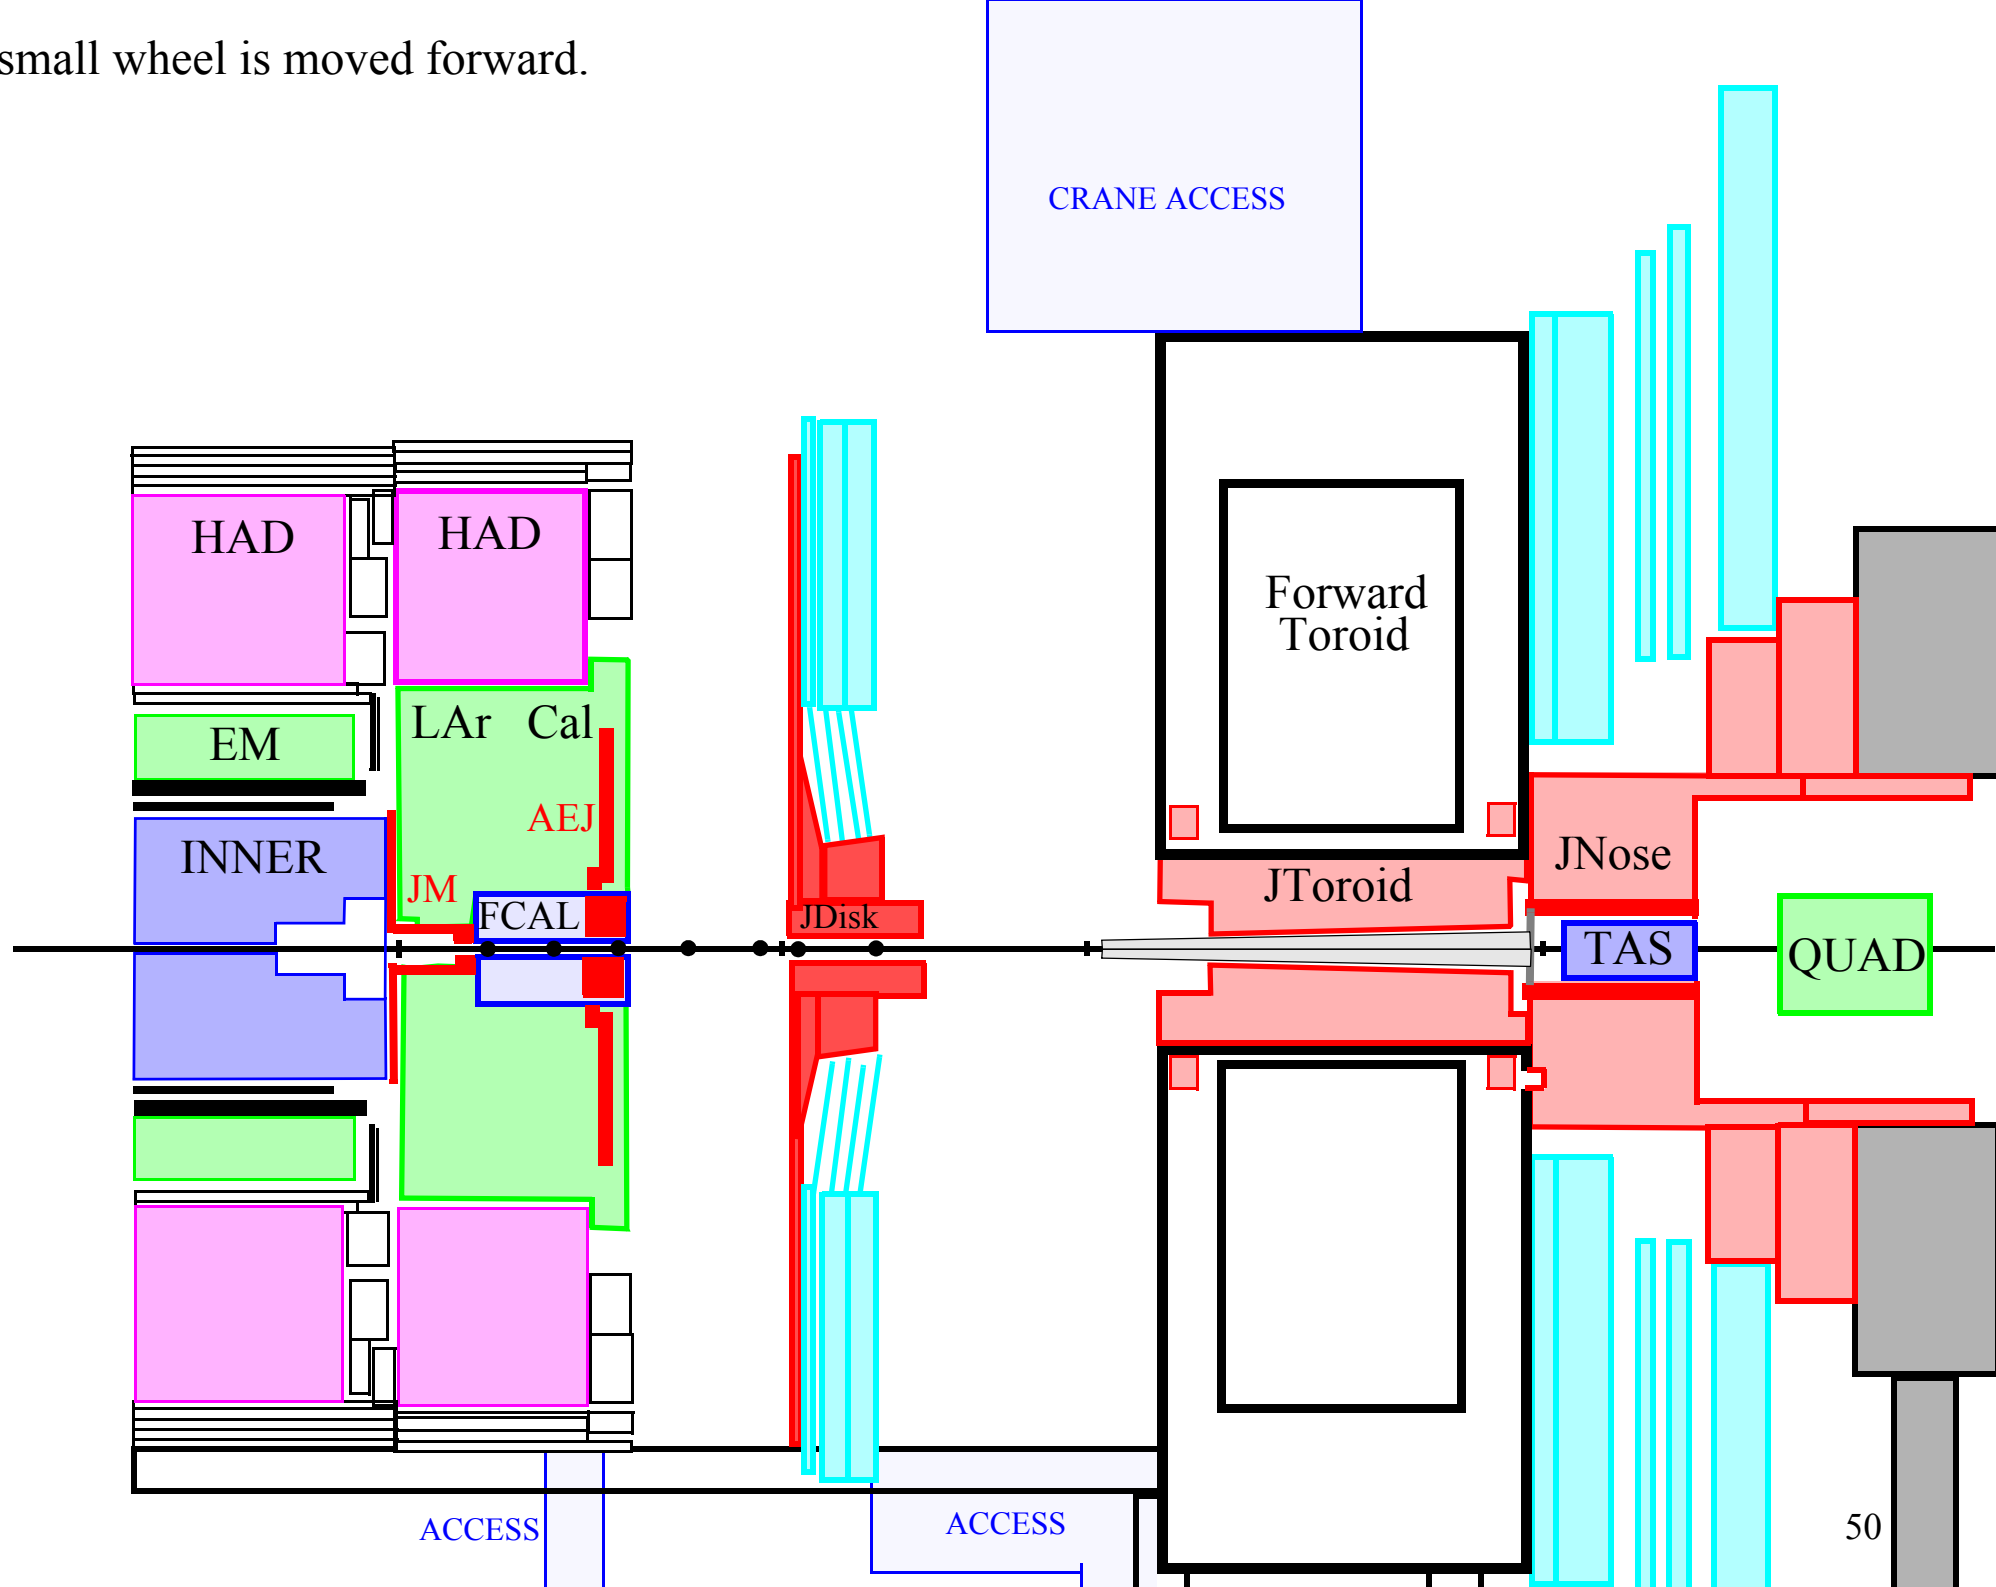 small wheel is moved forward.
CRANE ACCESS
HAD
HAD
Forward
Toroid
LAr Cal
EM
AEJ
INNER
JM
JNose
JToroid
FCAL
JDisk
TAS
QUAD
ACCESS
ACCESS
50